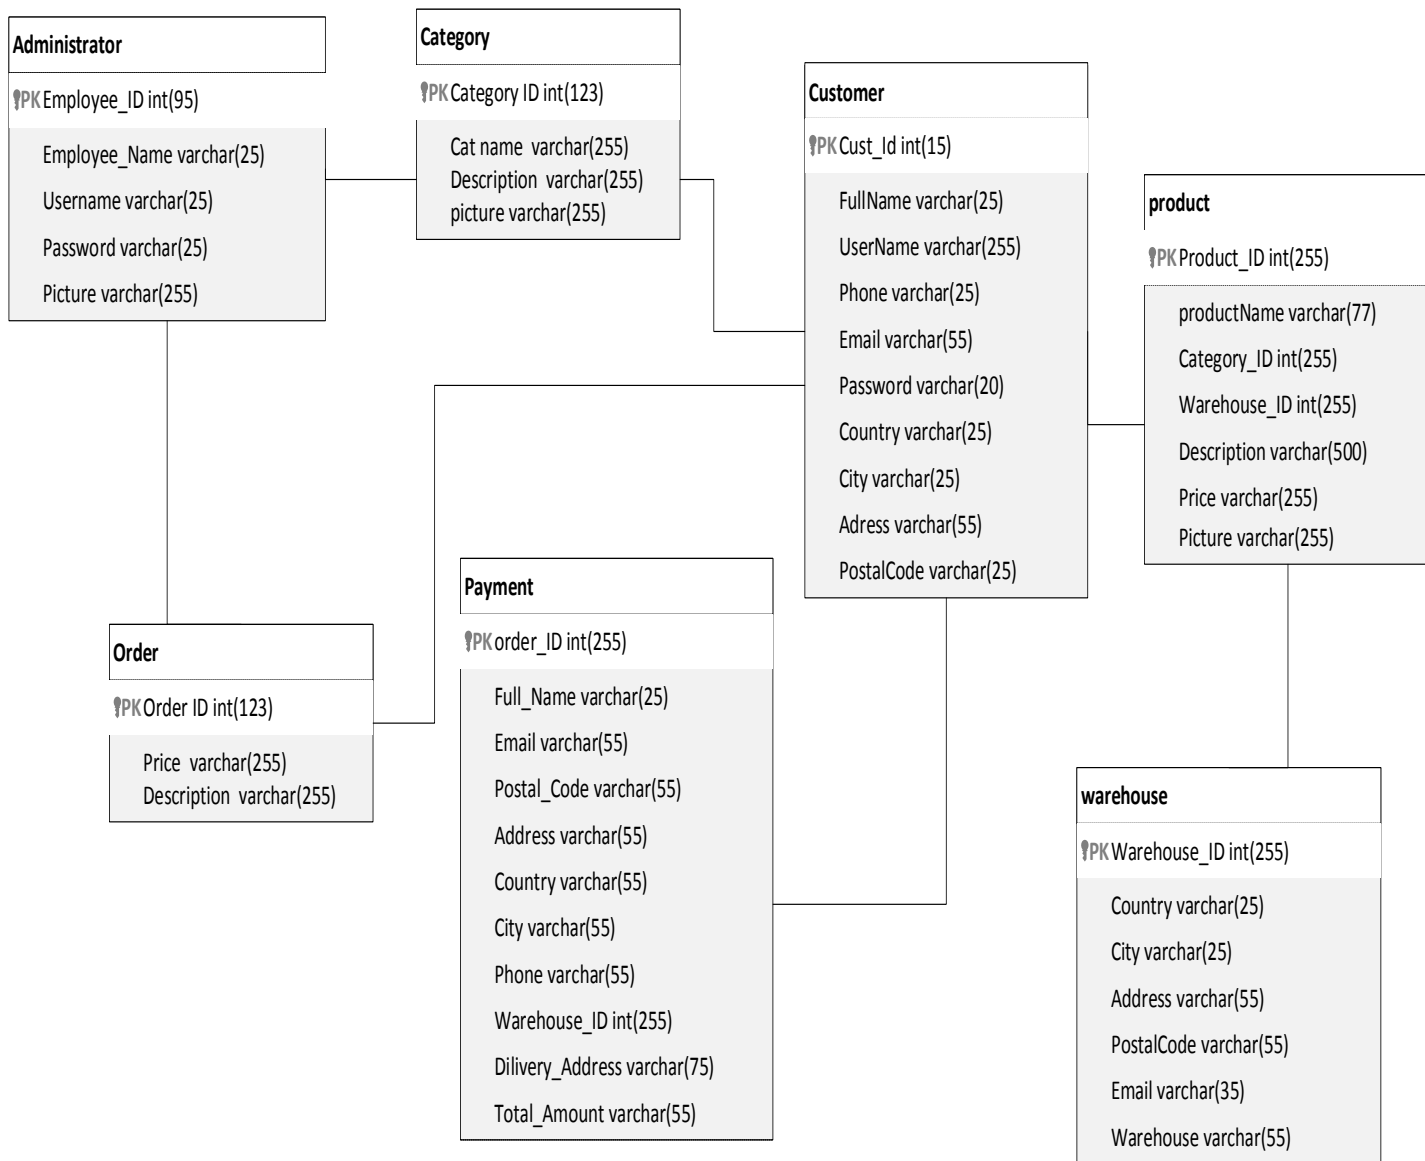 Administrator
PK Employee_ID int(95)
Employee_Name varchar(25)
Username varchar(25)
Password varchar(25)
Picture varchar(255)
Category
PK Category ID int(123)
Cat name varchar(255)
Description varchar(255)
picture varchar(255)
Customer
PK Cust_Id int(15)
FullName varchar(25)
UserName varchar(255)
Phone varchar(25)
Email varchar(55)
Password varchar(20)
Country varchar(25)
City varchar(25)
Adress varchar(55)
PostalCode varchar(25)
product
PK Product_ID int(255)
productName varchar(77)
Category_ID int(255)
Warehouse_ID int(255)
Description varchar(500)
Price varchar(255)
Picture varchar(255)
Order
PK Order ID int(123)
Price varchar(255)
Description varchar(255)
Payment
PK order_ID int(255)
Full_Name varchar(25)
Email varchar(55)
Postal_Code varchar(55)
Address varchar(55)
Country varchar(55)
City varchar(55)
Phone varchar(55)
Warehouse_ID int(255)
Dilivery_Address varchar(75)
Total_Amount varchar(55)
warehouse
PK Warehouse_ID int(255)
Country varchar(25)
City varchar(25)
Address varchar(55)
PostalCode varchar(55)
Email varchar(35)
Warehouse varchar(55)